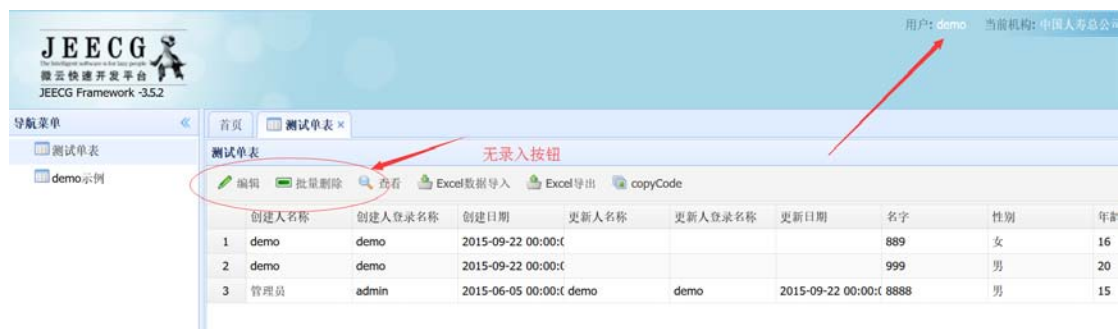 用户: demo 当前机构: 中国人寿总公司
JEECG
微云快速开发平台
JEECG Framework -3.5.2
导航菜单
首页 测试单表
测试单表
demo示例
测试单表
无录入按钮
编辑 批量删除 查看 Excel数据导入 Excel导出 copyCode
创建人名称 创建人登录名称 创建日期 更新人名称 更新人登录名称 更新日期 名字 性别 年龄
1 demo demo 2015-09-22 00:00:0 889 女 16
2 demo demo 2015-09-22 00:00:0 999 男 20
3 管理员 admin 2015-06-05 00:00:0 demo demo 2015-09-22 00:00:0 8888 男 15